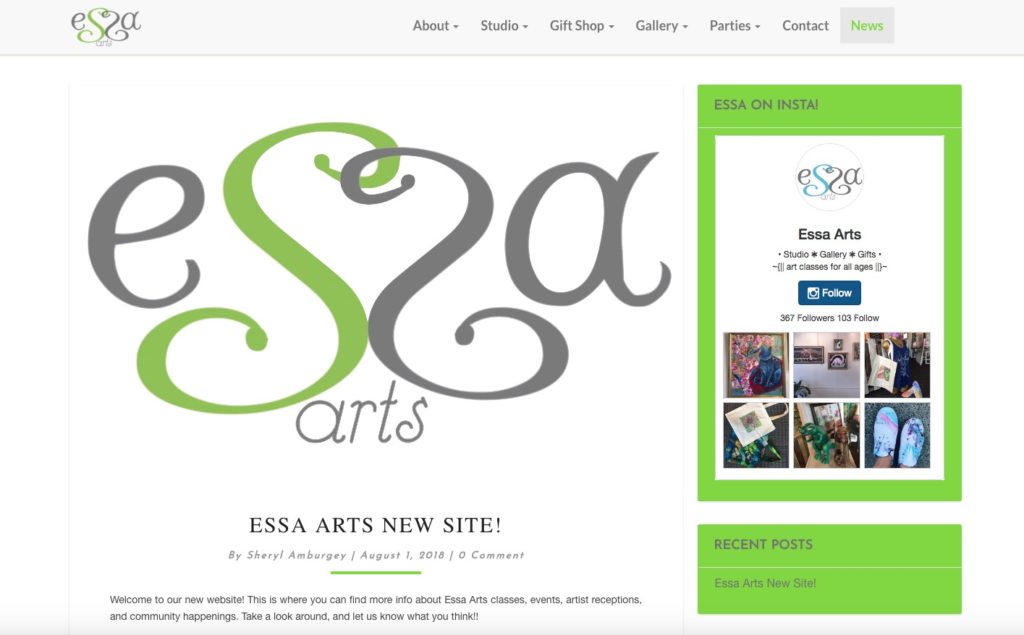 essa
arts
About Studio Gift Shop Gallery Parties Contact News
essa
arts
ESSA ARTS NEW SITE!
By Sheryl Amburgey | August 1, 2018 | 0 Comment
Welcome to our new website! This is where you can find more info about Essa Arts classes, events, artist receptions,
and community happenings. Take a look around, and let us know what you think!!
ESSA ON INSTA!
essa
arts
Essa Arts
• Studio ✱ Gallery ✱ Gifts •
~{|| art classes for all ages ||}~
Follow
367 Followers 103 Follow
RECENT POSTS
Essa Arts New Site!